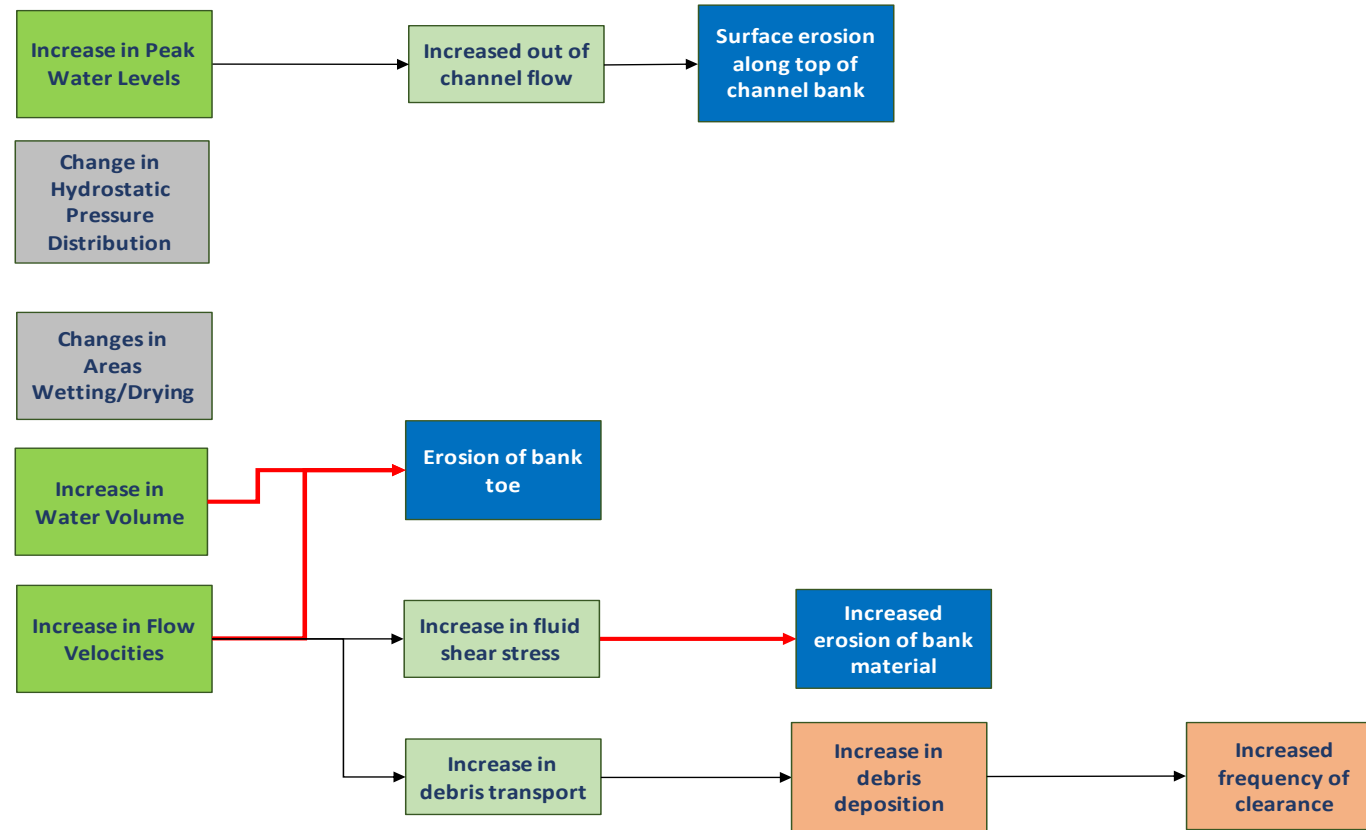 Increase in Peak
Water Levels
Increased out of
channel flow
Surface erosion
along top of
channel bank
Change in
Hydrostatic
Pressure
Distribution
Changes in
Areas
Wetting/Drying
Erosion of bank
toe
Increase in
Water Volume
Increase in Flow
Velocities
Increase in fluid
shear stress
Increased
erosion of bank
material
Increase in
debris transport
Increase in
debris
deposition
Increased
frequency of
clearance